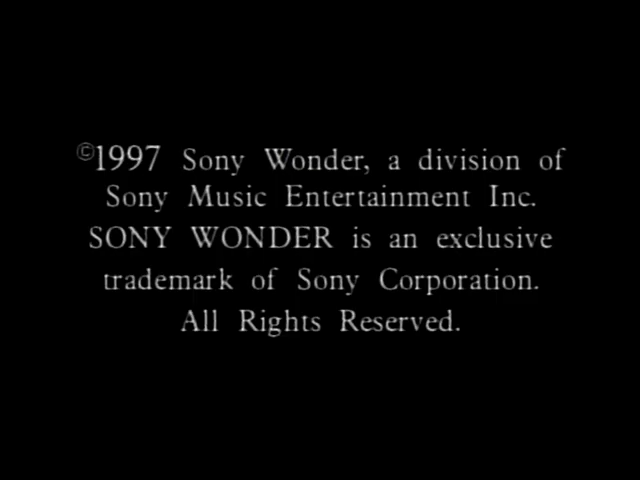 ©1997 Sony Wonder, a division of
Sony Music Entertainment Inc.
SONY WONDER is an exclusive
trademark of Sony Corporation.
All Rights Reserved.